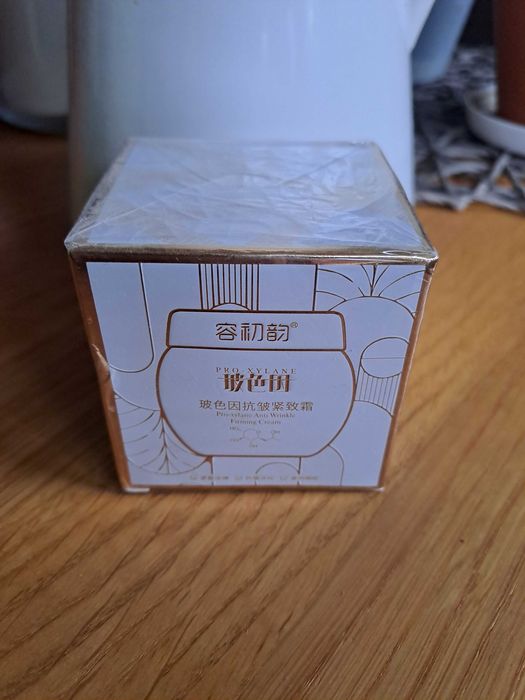 容初韵®
PRO-XYLANE
玻色因
玻色因抗皱紧致霜
Pro-xylane Anti Wrinkle
Firming Cream